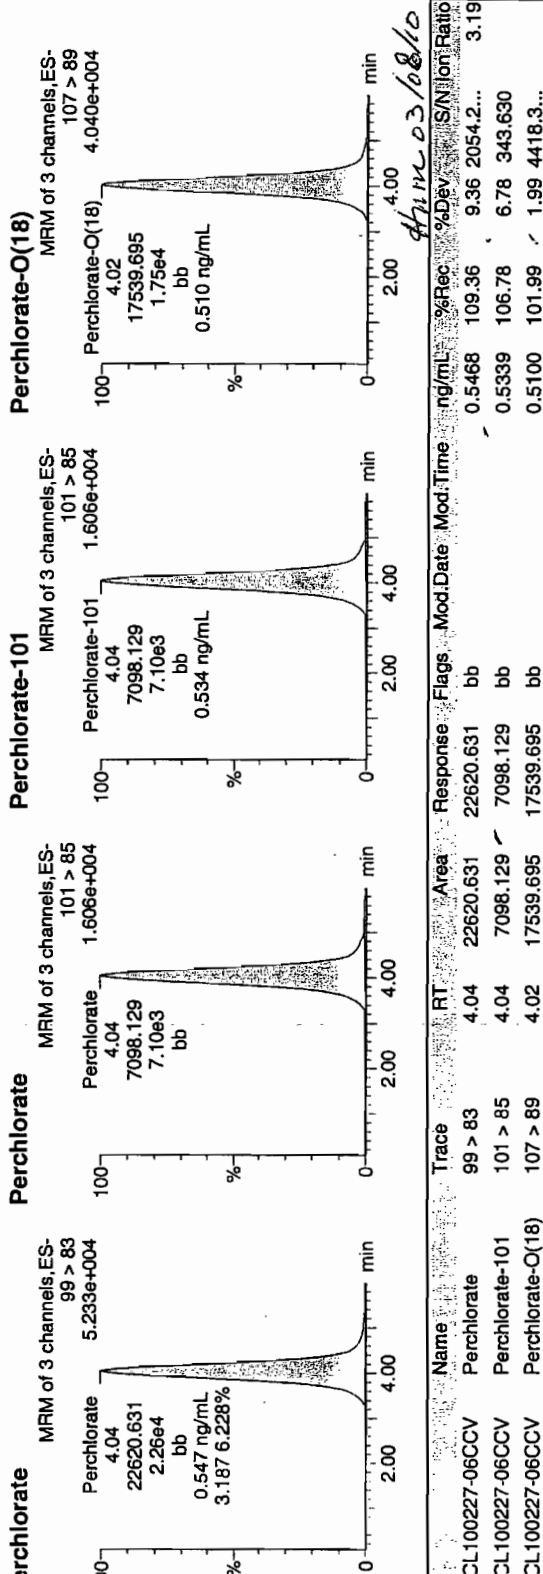 erchlorate
MRM of 3 channels,ES-
99 > 83
5.233e+004
Perchlorate
4.04
22620.631
2.26e4
bb
0.547 ng/mL
3.187 6.228%
00
%
0
2.00
4.00
min
Perchlorate
MRM of 3 channels,ES-
101 > 85
1.606e+004
Perchlorate
4.04
7098.129
7.10e3
bb
100
%
0
2.00
4.00
min
Perchlorate-101
MRM of 3 channels,ES-
101 > 85
1.606e+004
Perchlorate-101
4.04
7098.129
7.10e3
bb
0.534 ng/mL
100
%
0
2.00
4.00
min
Perchlorate-O(18)
MRM of 3 channels,ES-
107 > 89
4.040e+004
Perchlorate-O(18)
4.02
17539.695
1.75e4
bb
0.510 ng/mL
100
%
0
2.00
4.00
min
03/08/10
Name Trace RT Area Response Flags Mod.Date Mod.Time ng/mL %Rec %Dev S/N Ion Ratio
CL100227-06CCV Perchlorate 99 > 83 4.04 22620.631 22620.631 bb 0.5468 109.36 9.36 2054.2... 3.19
CL100227-06CCV Perchlorate-101 101 > 85 4.04 7098.129 7098.129 bb 0.5339 106.78 6.78 343.630
CL100227-06CCV Perchlorate-O(18) 107 > 89 4.02 17539.695 17539.695 bb 0.5100 101.99 1.99 4418.3...